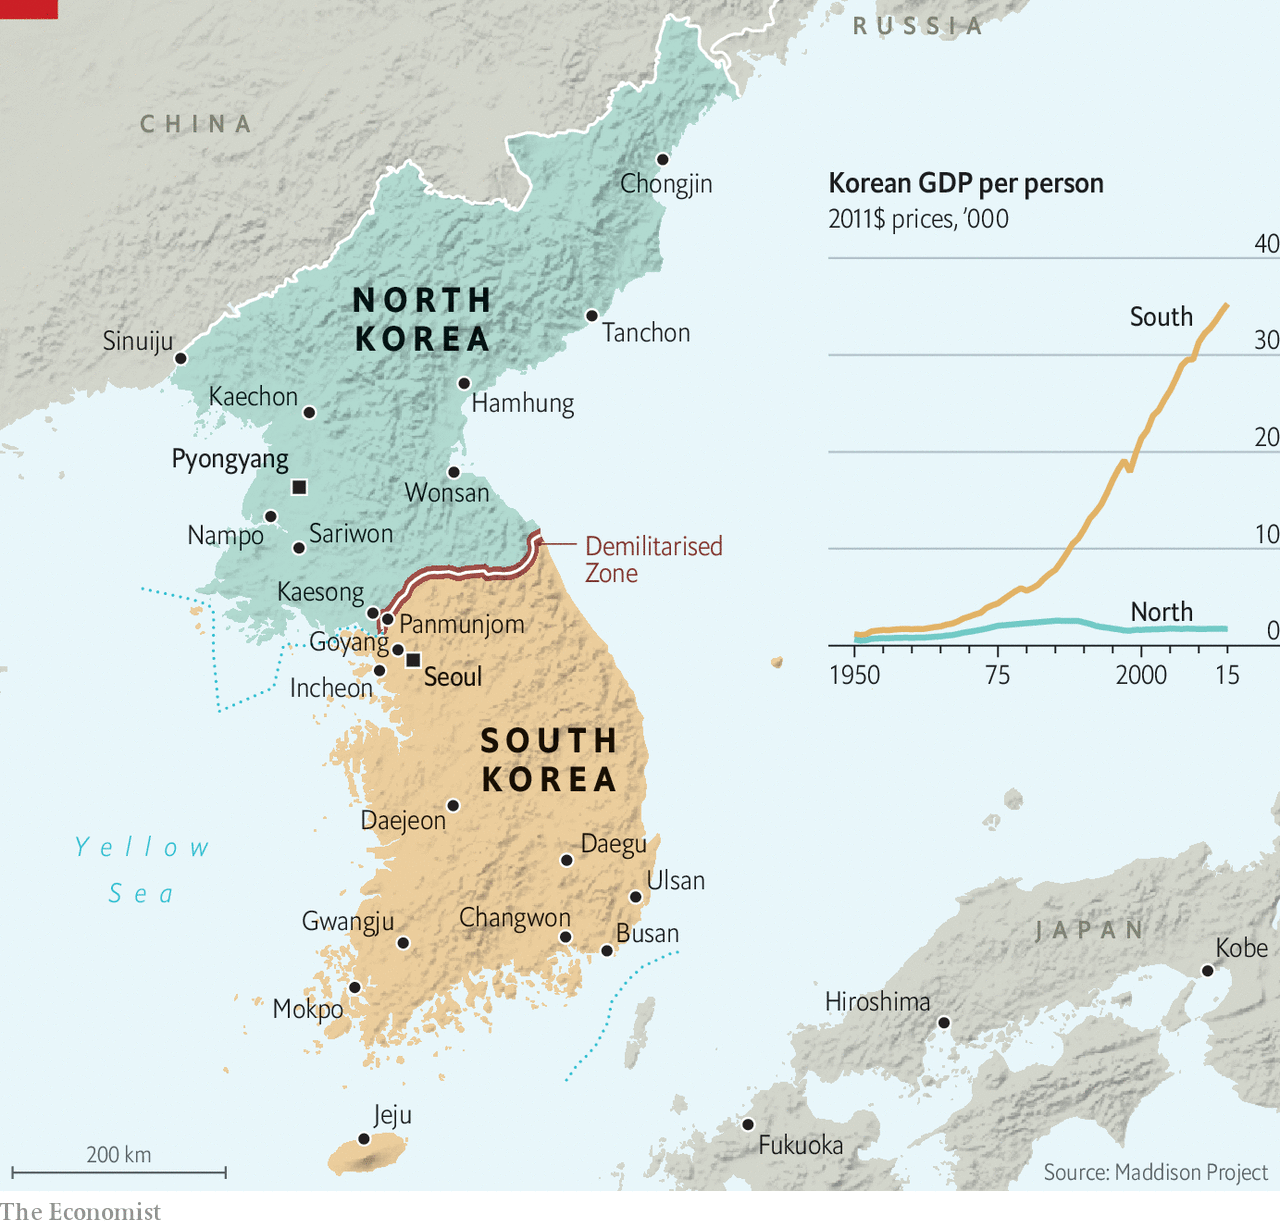 RUSSIA
CHINA
Chongjin
Korean GDP per person
2011$ prices, ’000
40
NORTH
KOREA
South
Tanchon
Sinuiju
30
Kaechon
Hamhung
20
Pyongyang
Wonsan
Nampo
Sariwon
10
Demilitarised
Zone
Kaesong
North
Panmunjom
0
Goyang
Seoul
Incheon
1950
75
2000
15
SOUTH
KOREA
Daejeon
Daegu
Yellow
Sea
Ulsan
Gwangju
Changwon
Busan
JAPAN
Kobe
Mokpo
Hiroshima
Jeju
Fukuoka
200 km
Source: Maddison Project
The Economist